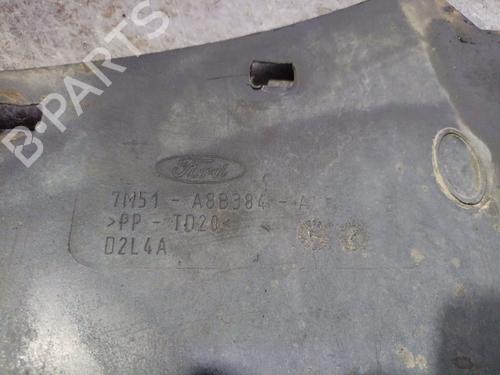 B-PARTS
Ford
7M51 - A8B384 - A
>PP - TD20<
D2L4A